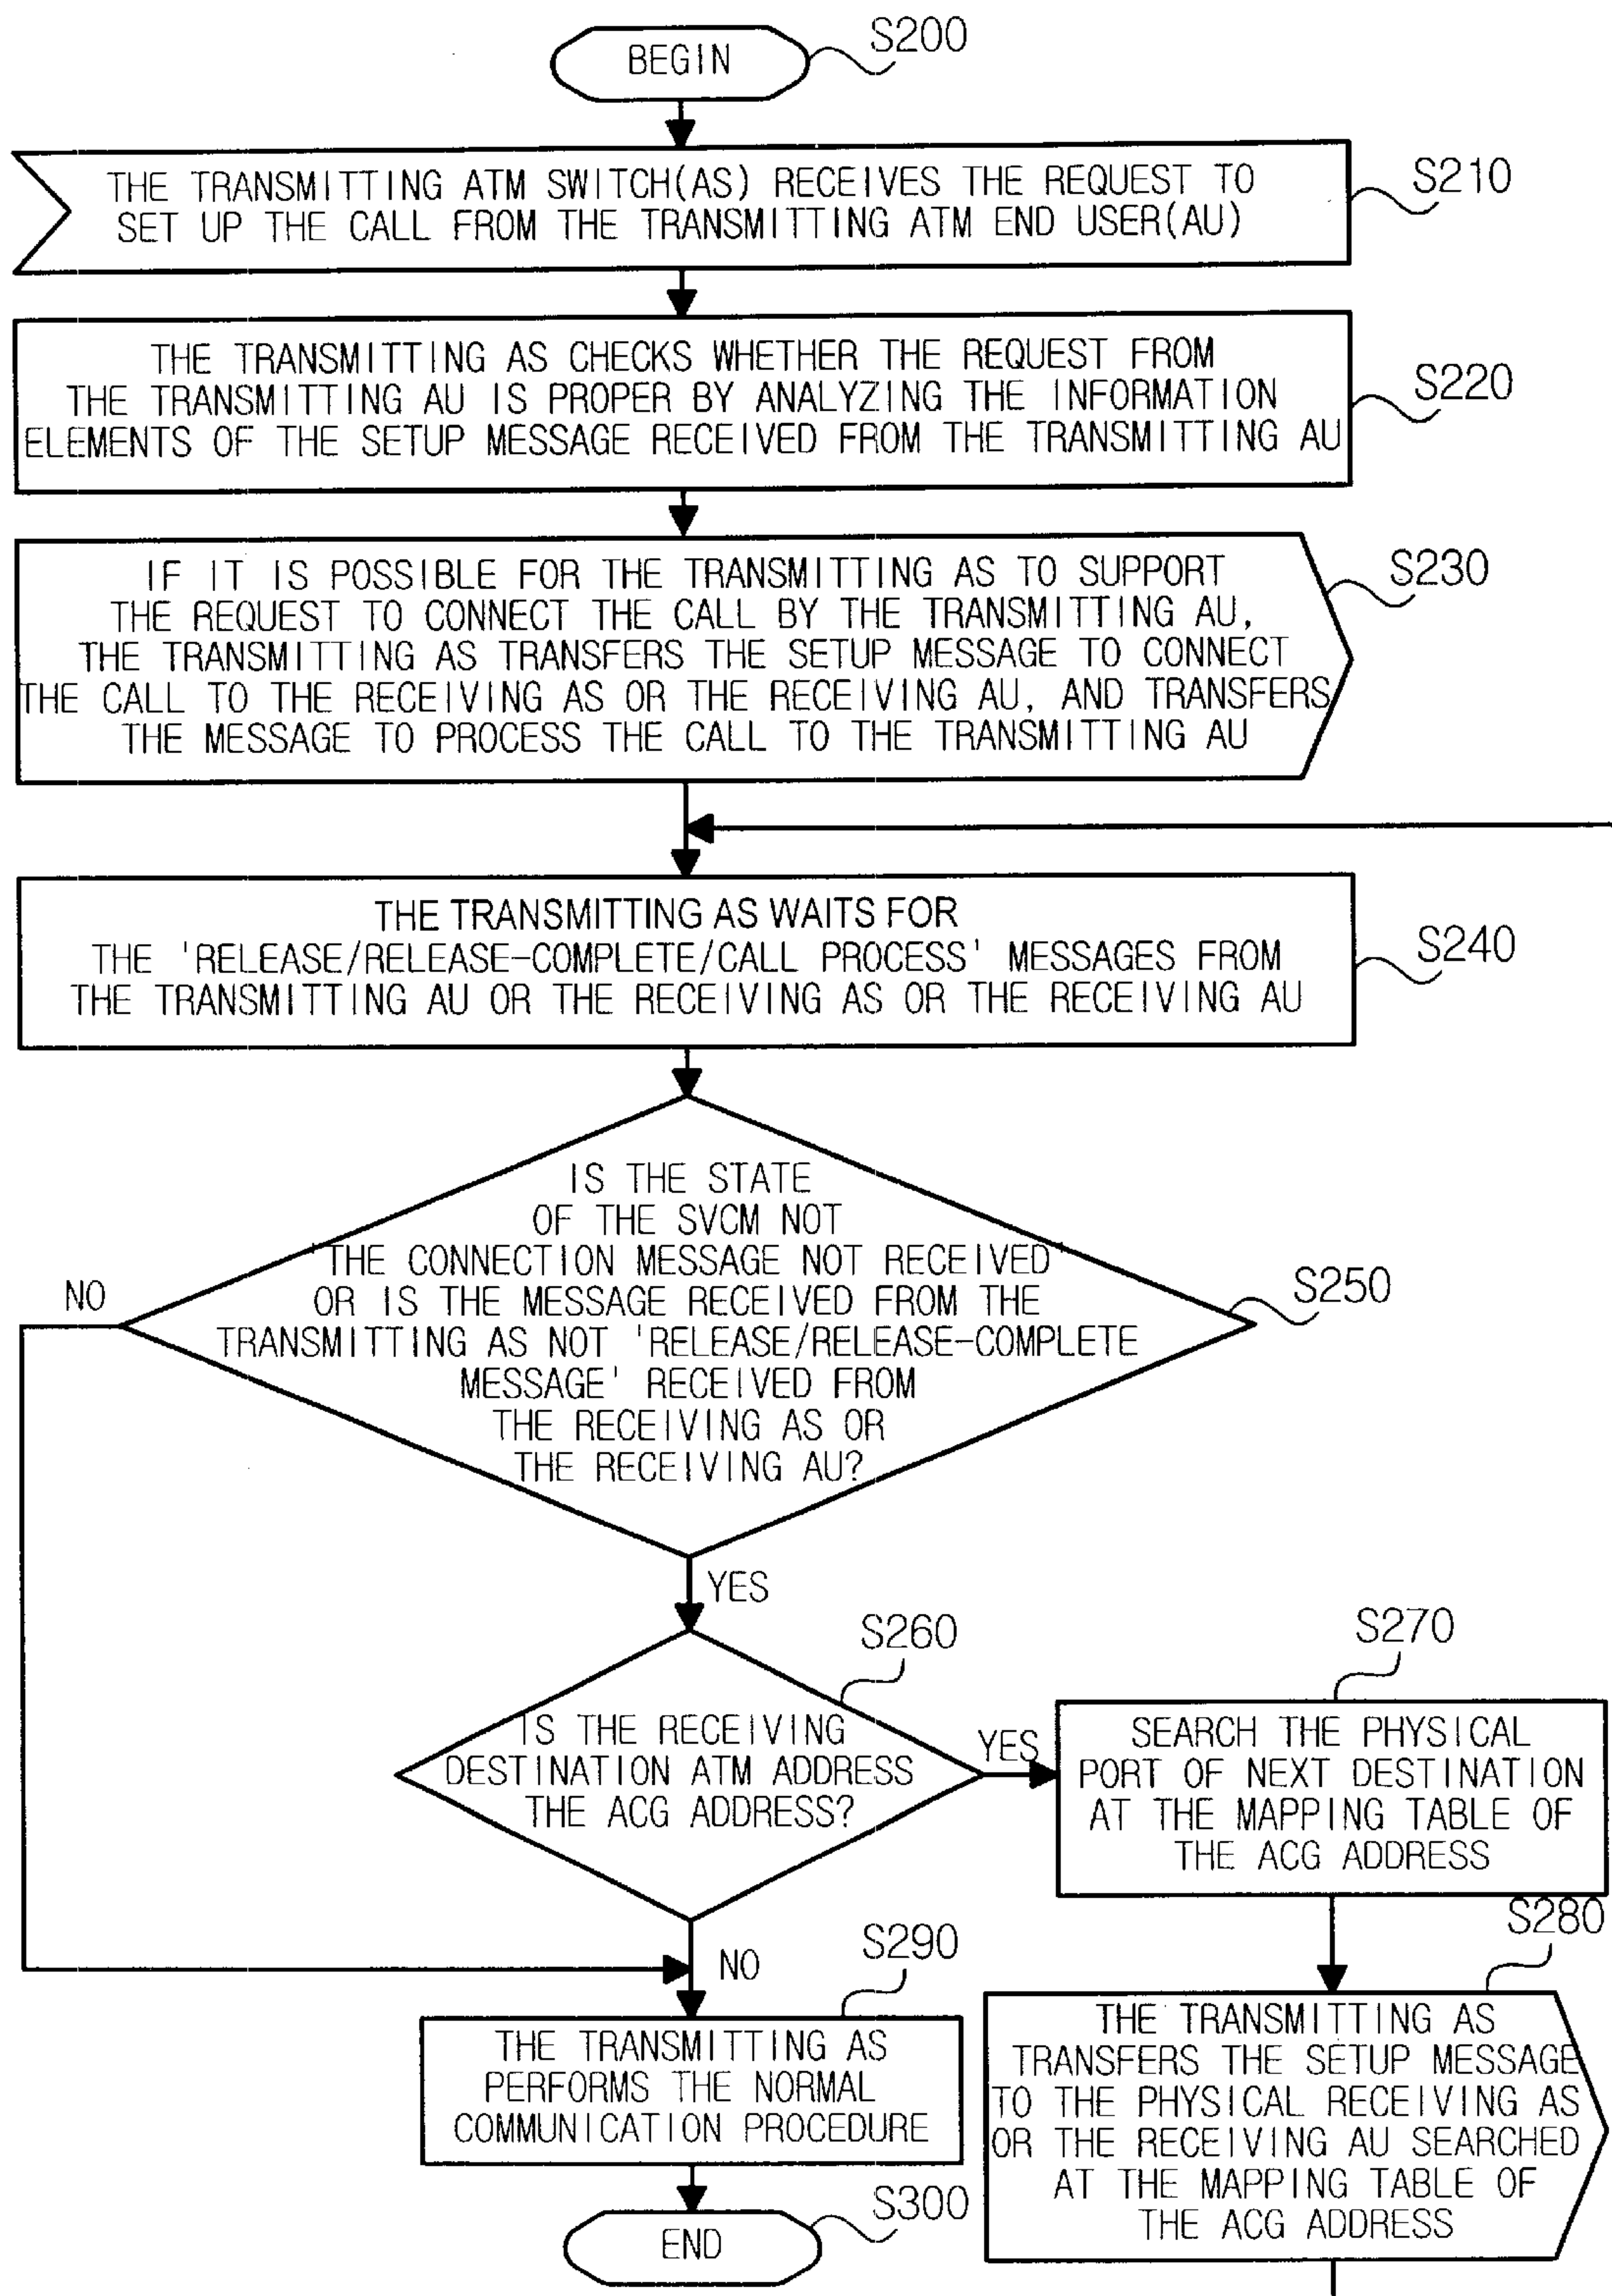 BEGIN
S200
THE TRANSMITTING ATM SWITCH(AS) RECEIVES THE REQUEST TO
SET UP THE CALL FROM THE TRANSMITTING ATM END USER(AU)
S210
THE TRANSMITTING AS CHECKS WHETHER THE REQUEST FROM
THE TRANSMITTING AU IS PROPER BY ANALYZING THE INFORMATION
ELEMENTS OF THE SETUP MESSAGE RECEIVED FROM THE TRANSMITTING AU
S220
IF IT IS POSSIBLE FOR THE TRANSMITTING AS TO SUPPORT
THE REQUEST TO CONNECT THE CALL BY THE TRANSMITTING AU,
THE TRANSMITTING AS TRANSFERS THE SETUP MESSAGE TO CONNECT
THE CALL TO THE RECEIVING AS OR THE RECEIVING AU, AND TRANSFERS
THE MESSAGE TO PROCESS THE CALL TO THE TRANSMITTING AU
S230
THE TRANSMITTING AS WAITS FOR
THE 'RELEASE/RELEASE-COMPLETE/CALL PROCESS' MESSAGES FROM
THE TRANSMITTING AU OR THE RECEIVING AS OR THE RECEIVING AU
S240
IS THE STATE
OF THE SVCM NOT
'THE CONNECTION MESSAGE NOT RECEIVED'
OR IS THE MESSAGE RECEIVED FROM THE
TRANSMITTING AS NOT 'RELEASE/RELEASE-COMPLETE
MESSAGE' RECEIVED FROM
THE RECEIVING AS OR
THE RECEIVING AU?
NO
S250
YES
S260
IS THE RECEIVING
DESTINATION ATM ADDRESS
THE ACG ADDRESS?
YES
S270
SEARCH THE PHYSICAL
PORT OF NEXT DESTINATION
AT THE MAPPING TABLE OF
THE ACG ADDRESS
NO
S280
THE TRANSMITTING AS
TRANSFERS THE SETUP MESSAGE
TO THE PHYSICAL RECEIVING AS
OR THE RECEIVING AU SEARCHED
AT THE MAPPING TABLE OF
THE ACG ADDRESS
S290
THE TRANSMITTING AS
PERFORMS THE NORMAL
COMMUNICATION PROCEDURE
S300
END